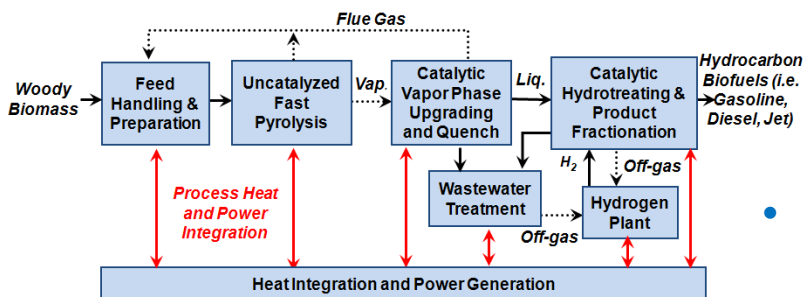 Flue Gas
Woody
Biomass
Feed
Handling &
Preparation
Uncatalyzed
Fast
Pyrolysis
Vap.
Catalytic
Vapor Phase
Upgrading
and Quench
Liq.
Catalytic
Hydrotreating &
Product
Fractionation
Hydrocarbon
Biofuels (i.e.
Gasoline,
Diesel, Jet)
Process Heat
and Power
Integration
Wastewater
Treatment
Off-gas
H2
Off-gas
Hydrogen
Plant
Heat Integration and Power Generation